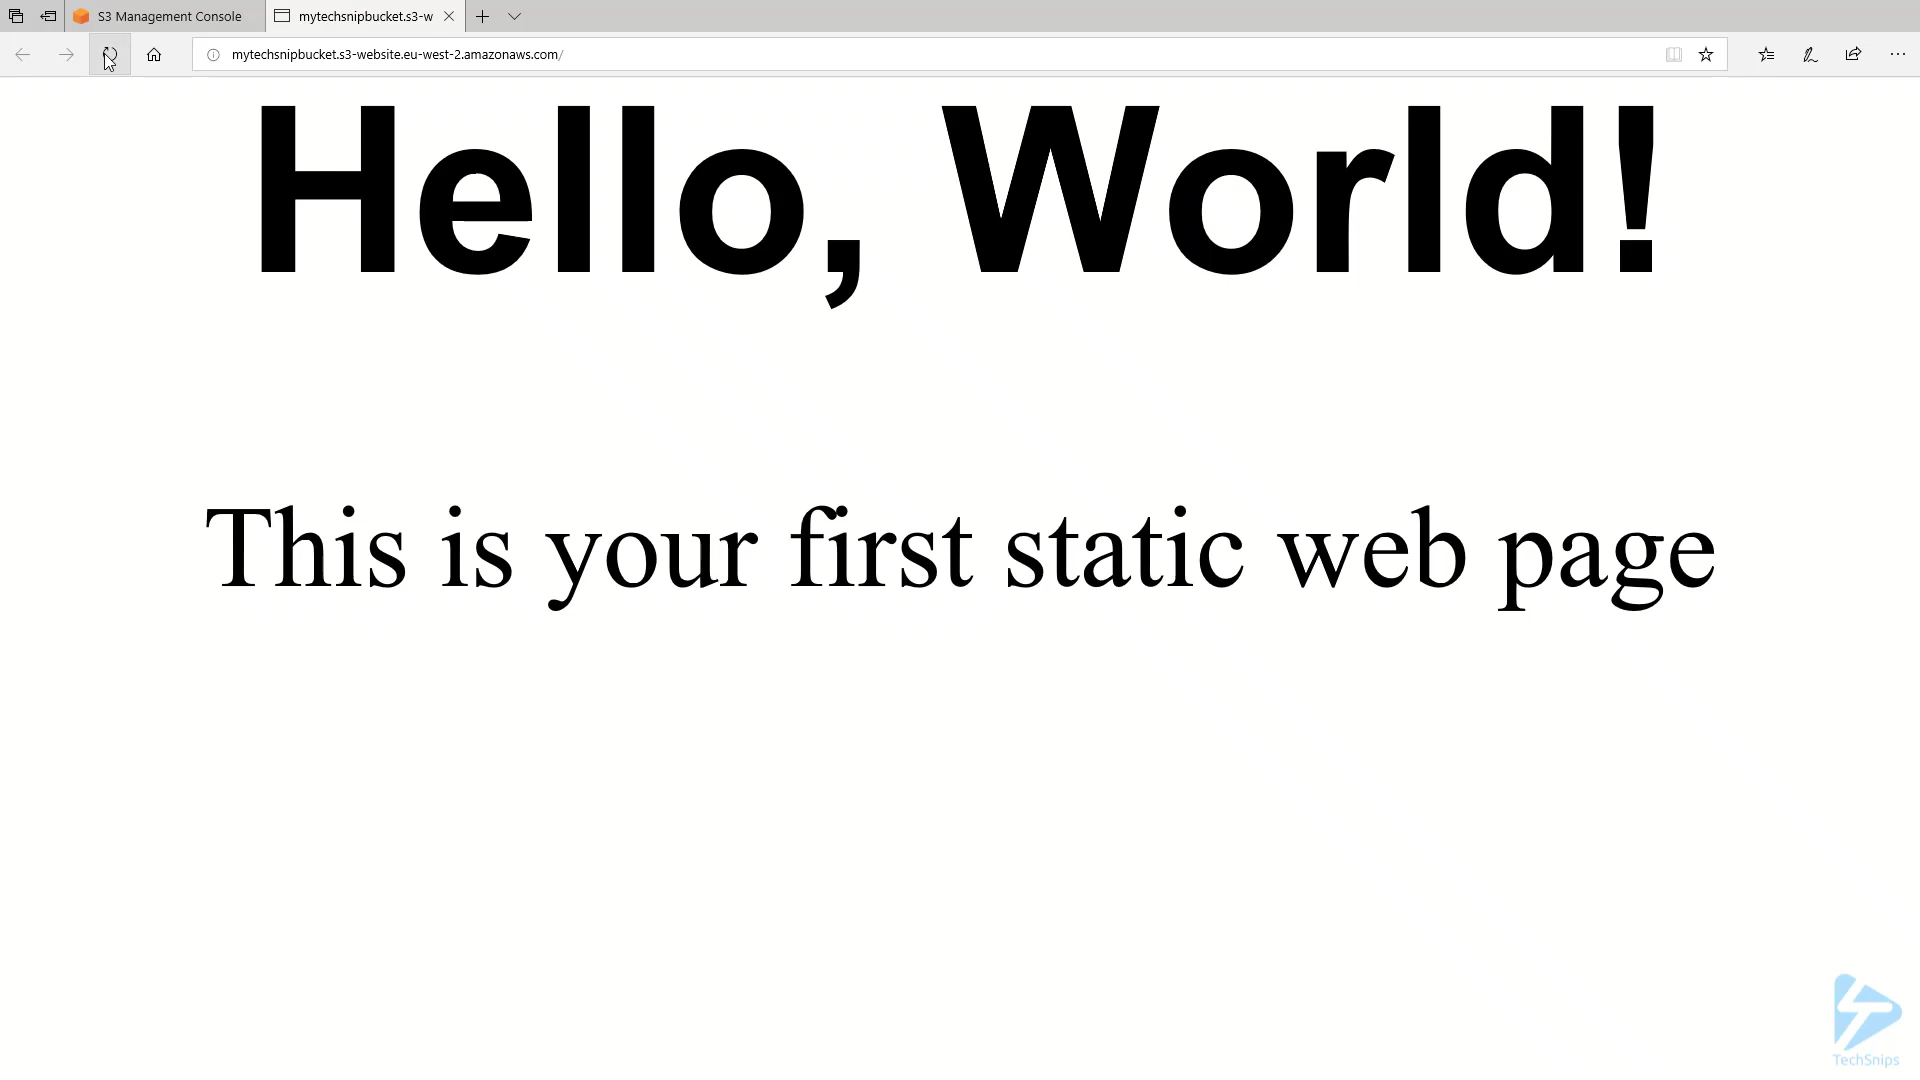 S3 Management Console
mytechsnipbucket.s3-w
mytechsnipbucket.s3-website.eu-west-2.amazonaws.com/
Hello, World!
This is your first static web page
TechSnips